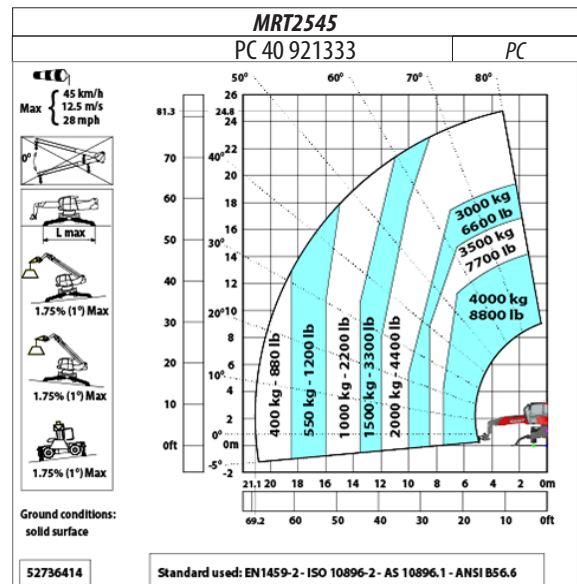 MRT2545
PC 40 921333
PC
Max
45 km/h
12.5 m/s
28 mph
0°
L max
1.75% (1°) Max
1.75% (1°) Max
1.75% (1°) Max
Ground conditions:
solid surface
50° 60° 70° 80°
40°
30°
20°
10°
0°
-5°
81.3
70
60
50
40
30
20
10
0ft
26
24.8
24
22
20
18
16
14
12
10
8
6
4
2
0m
-2
400 kg - 880 lb
550 kg - 1200 lb
1000 kg - 2200 lb
1500 kg - 3300 lb
2000 kg - 4400 lb
3000 kg
6600 lb
3500 kg
7700 lb
4000 kg
8800 lb
21.1 20 18 16 14 12 10 8 6 4 2 0m
69.2 60 50 40 30 20 10 0ft
52736414
Standard used: EN1459-2 - ISO 10896-2 - AS 10896.1 - ANSI B56.6